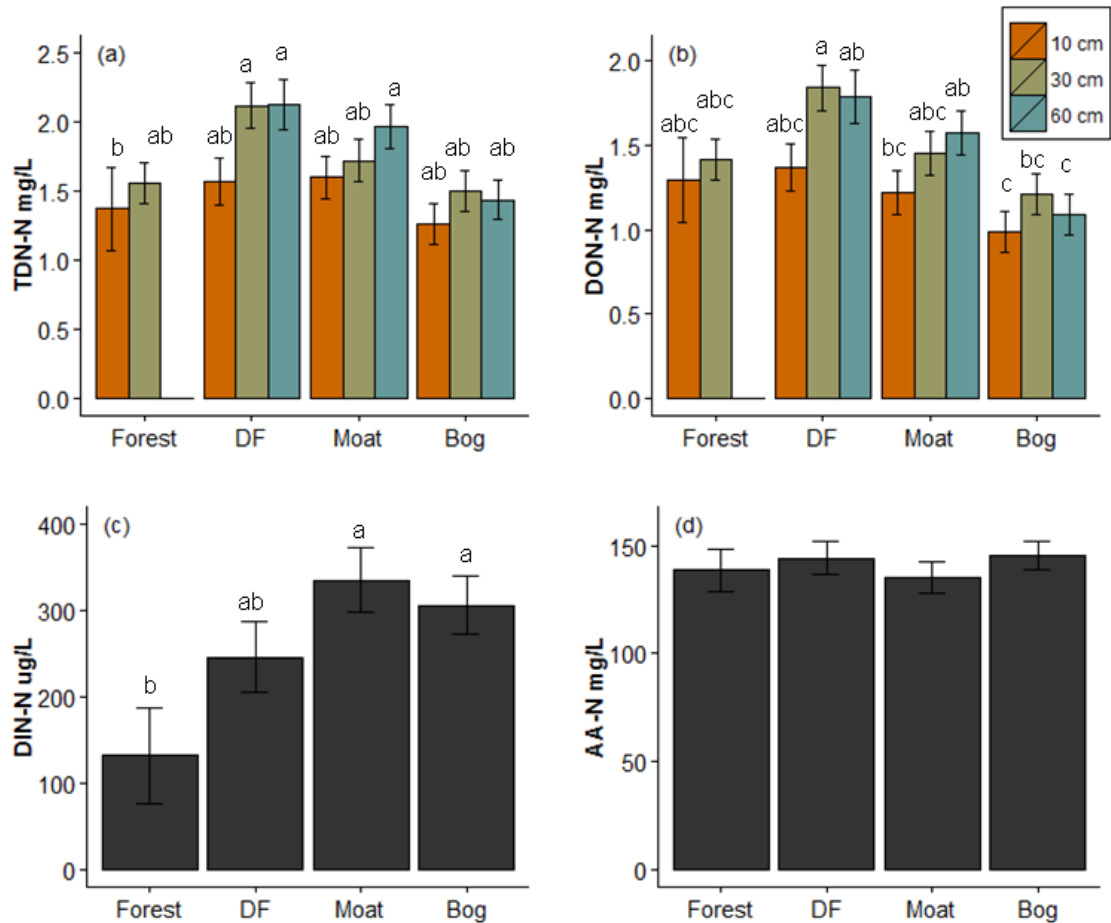 (a)
TDN-N mg/L
2.5
2.0
1.5
1.0
0.5
0.0
b ab ab a a ab ab a ab ab ab
Forest DF Moat Bog
(b)
DON-N mg/L
2.0
1.5
1.0
0.5
0.0
abc abc abc a ab bc abc ab c bc c
Forest DF Moat Bog
10 cm
30 cm
60 cm
(c)
DIN-N ug/L
400
300
200
100
0
b ab a a
Forest DF Moat Bog
(d)
AA-N mg/L
150
100
50
0
Forest DF Moat Bog